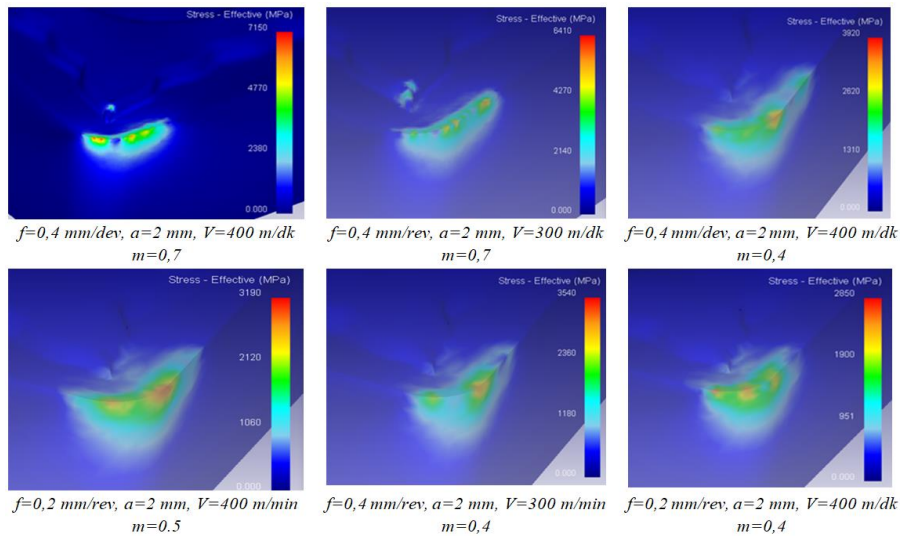 Stress - Effective (MPa)
7150
4770
2380
0.000
f=0,4 mm/dev, a=2 mm, V=400 m/dk
m=0,7
Stress - Effective (MPa)
6410
4270
2140
0.000
f=0,4 mm/rev, a=2 mm, V=300 m/dk
m=0,7
Stress - Effective (MPa)
3920
2620
1310
0.000
f=0,4 mm/dev, a=2 mm, V=400 m/dk
m=0,4
Stress - Effective (MPa)
3190
2120
1060
0.000
f=0,2 mm/rev, a=2 mm, V=400 m/min
m=0.5
Stress - Effective (MPa)
3540
2360
1180
0.000
f=0,4 mm/rev, a=2 mm, V=300 m/min
m=0,4
Stress - Effective (MPa)
2850
1900
951
0.000
f=0,2 mm/rev, a=2 mm, V=400 m/dk
m=0,4